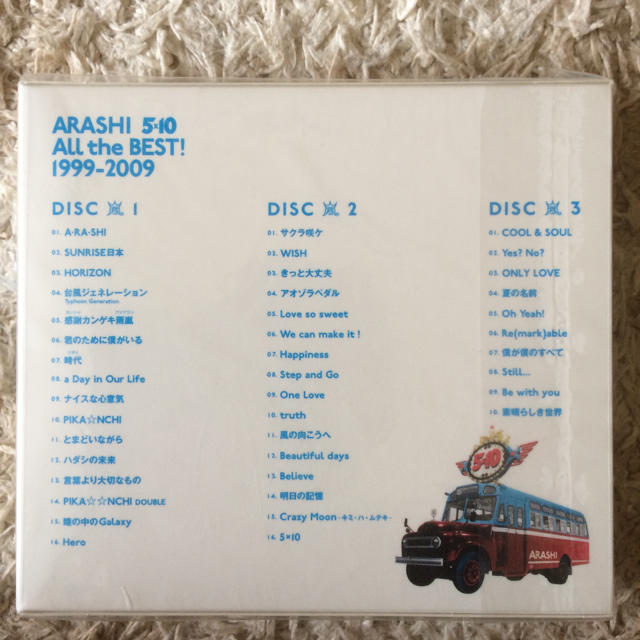 ARASHI 5×10
All the BEST!
1999-2009
DISC 嵐 1
01. A·RA·SHI
02. SUNRISE日本
03. HORIZON
04. 台風ジェネレーション
Typhoon Generation
05. 感謝カンゲキ雨嵐
06. 君のために僕がいる
07. 時代
08. a Day in Our Life
09. ナイスな心意気
10. PIKA☆NCHI
11. とまどいながら
12. ハダシの未来
13. 言葉より大切なもの
14. PIKA☆☆NCHI DOUBLE
15. 瞳の中のGalaxy
16. Hero
DISC 嵐 2
01. サクラ咲ケ
02. WISH
03. きっと大丈夫
04. アオゾラペダル
05. Love so sweet
06. We can make it!
07. Happiness
08. Step and Go
09. One Love
10. truth
11. 風の向こうへ
12. Beautiful days
13. Believe
14. 明日の記憶
15. Crazy Moon -キミ・ハ・ムテキ-
16. 5×10
DISC 嵐 3
01. COOL & SOUL
02. Yes? No?
03. ONLY LOVE
04. 夏の名前
05. Oh Yeah!
06. Re(mark)able
07. 僕が僕のすべて
08. Still...
09. Be with you
10. 素晴らしき世界
5×10
ARASHI